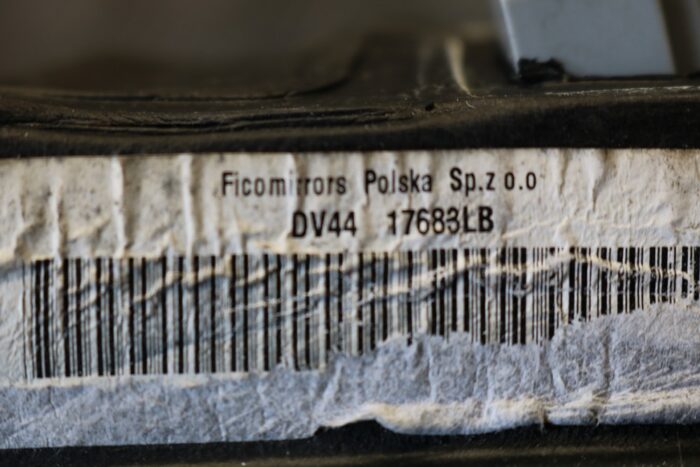 Ficomirrors Polska Sp.z o.o
DV44 17683LB